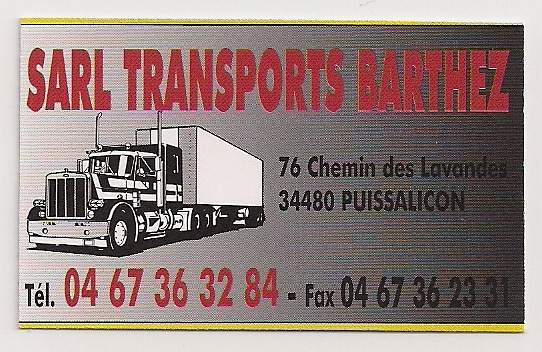 SARL TRANSPORTS BARTHEZ
76 Chemin des Lavandes
34480 PUISSALICON
Tél. 04 67 36 32 84 - Fax 04 67 36 23 31